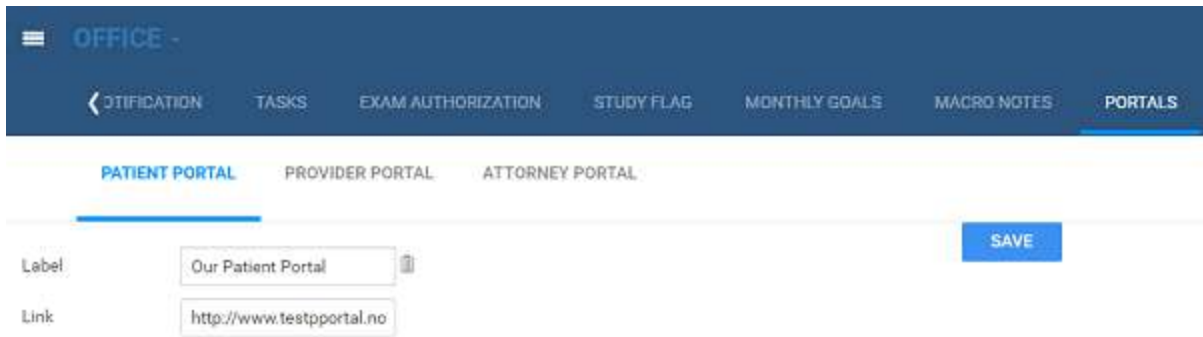 OFFICE -
OTIFICATION TASKS EXAM AUTHORIZATION STUDY FLAG MONTHLY GOALS MACRO NOTES PORTALS
PATIENT PORTAL PROVIDER PORTAL ATTORNEY PORTAL
SAVE
Label Our Patient Portal
Link http://www.testpportal.no